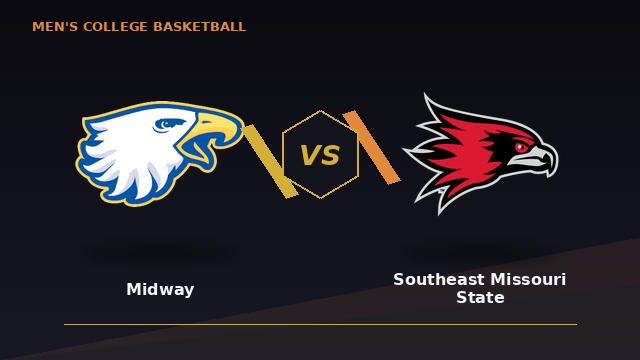 MEN'S COLLEGE BASKETBALL
VS
Midway
Southeast Missouri
State